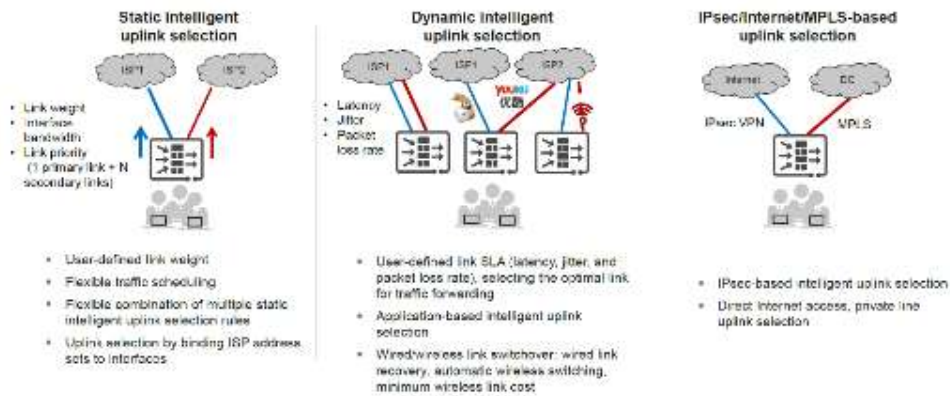 Static intelligent
uplink selection
ISP1
ISP2
Link weight
Interface
bandwidth
Link priority
(1 primary link + N
secondary links)
User-defined link weight
Flexible traffic scheduling
Flexible combination of multiple static
intelligent uplink selection rules
Uplink selection by binding ISP address
sets to interfaces
Dynamic intelligent
uplink selection
ISP1
ISP1
ISP2
YOUKU
优酷
Latency
Jitter
Packet
loss rate
User-defined link SLA (latency, jitter, and
packet loss rate), selecting the optimal link
for traffic forwarding
Application-based intelligent uplink
selection
Wired/wireless link switchover: wired link
recovery, automatic wireless switching,
minimum wireless link cost
IPsec/Internet/MPLS-based
uplink selection
Internet
DC
IPsec VPN
MPLS
IPsec-based intelligent uplink selection
Direct Internet access, private line
uplink selection